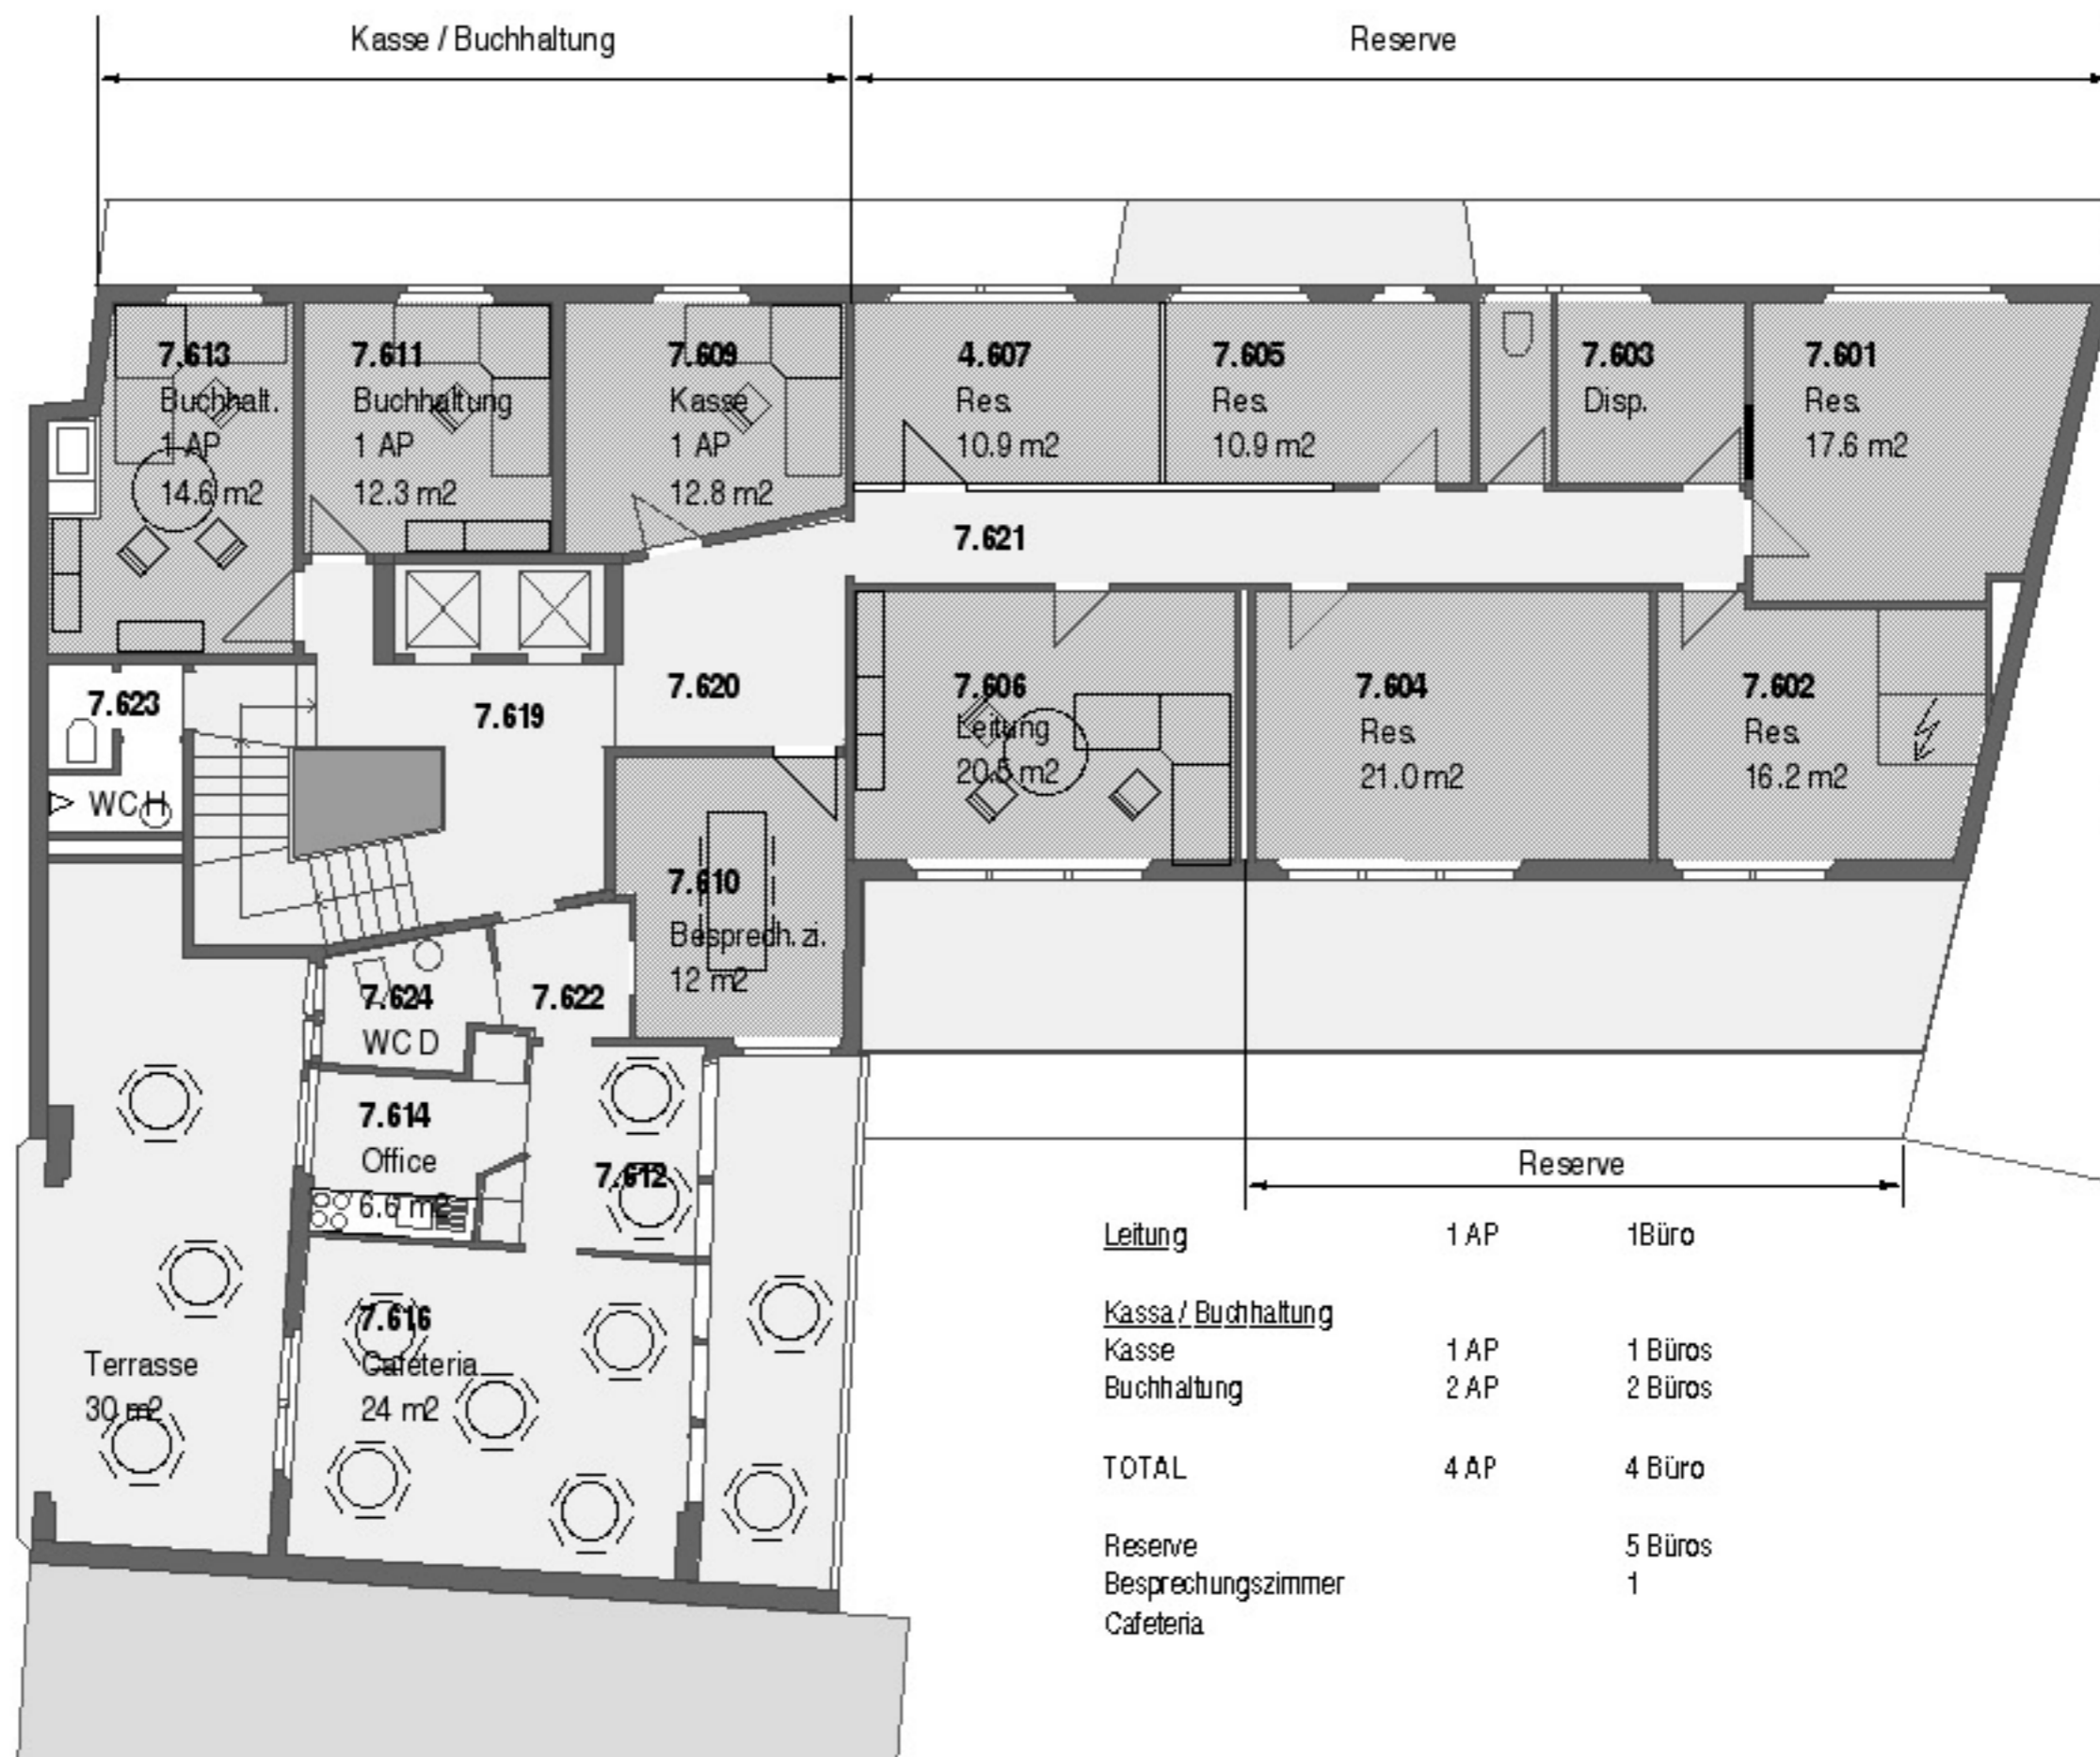 Kasse / Buchhaltung
Reserve
7.613
Buchhalt.
1 AP
14.6 m2
7.611
Buchhaltung
1 AP
12.3 m2
7.609
Kasse
1 AP
12.8 m2
4.607
Res.
10.9 m2
7.605
Res.
10.9 m2
7.603
Disp.
7.601
Res.
17.6 m2
7.621
7.623
WC H
7.619
7.620
7.606
Leitung
20.5 m2
7.604
Res.
21.0 m2
7.602
Res.
16.2 m2
7.610
Besprech. zi.
12 m2
7.624
WC D
7.622
7.614
Office
6.6 m2
7.612
7.616
Cafeteria
24 m2
Terrasse
30 m2
Reserve
Leitung 1 AP 1Büro
Kassa / Buchhaltung
Kasse 1 AP 1 Büros
Buchhaltung 2 AP 2 Büros
TOTAL 4 AP 4 Büro
Reserve 5 Büros
Besprechungszimmer 1
Cafeteria